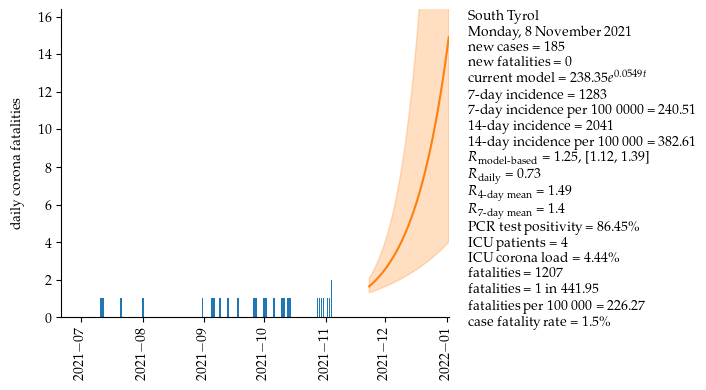 South Tyrol
Monday, 8 November 2021
new cases = 185
new fatalities = 0
current model = 238.35e^0.0549t
7-day incidence = 1283
7-day incidence per 100 0000 = 240.51
14-day incidence = 2041
14-day incidence per 100 000 = 382.61
R model-based = 1.25, [1.12, 1.39]
R daily = 0.73
R 4-day mean = 1.49
R 7-day mean = 1.4
PCR test positivity = 86.45%
ICU patients = 4
ICU corona load = 4.44%
fatalities = 1207
fatalities = 1 in 441.95
fatalities per 100 000 = 226.27
case fatality rate = 1.5%
daily corona fatalities
16
14
12
10
8
6
4
2
0
2021−07
2021−08
2021−09
2021−10
2021−11
2021−12
2022−01